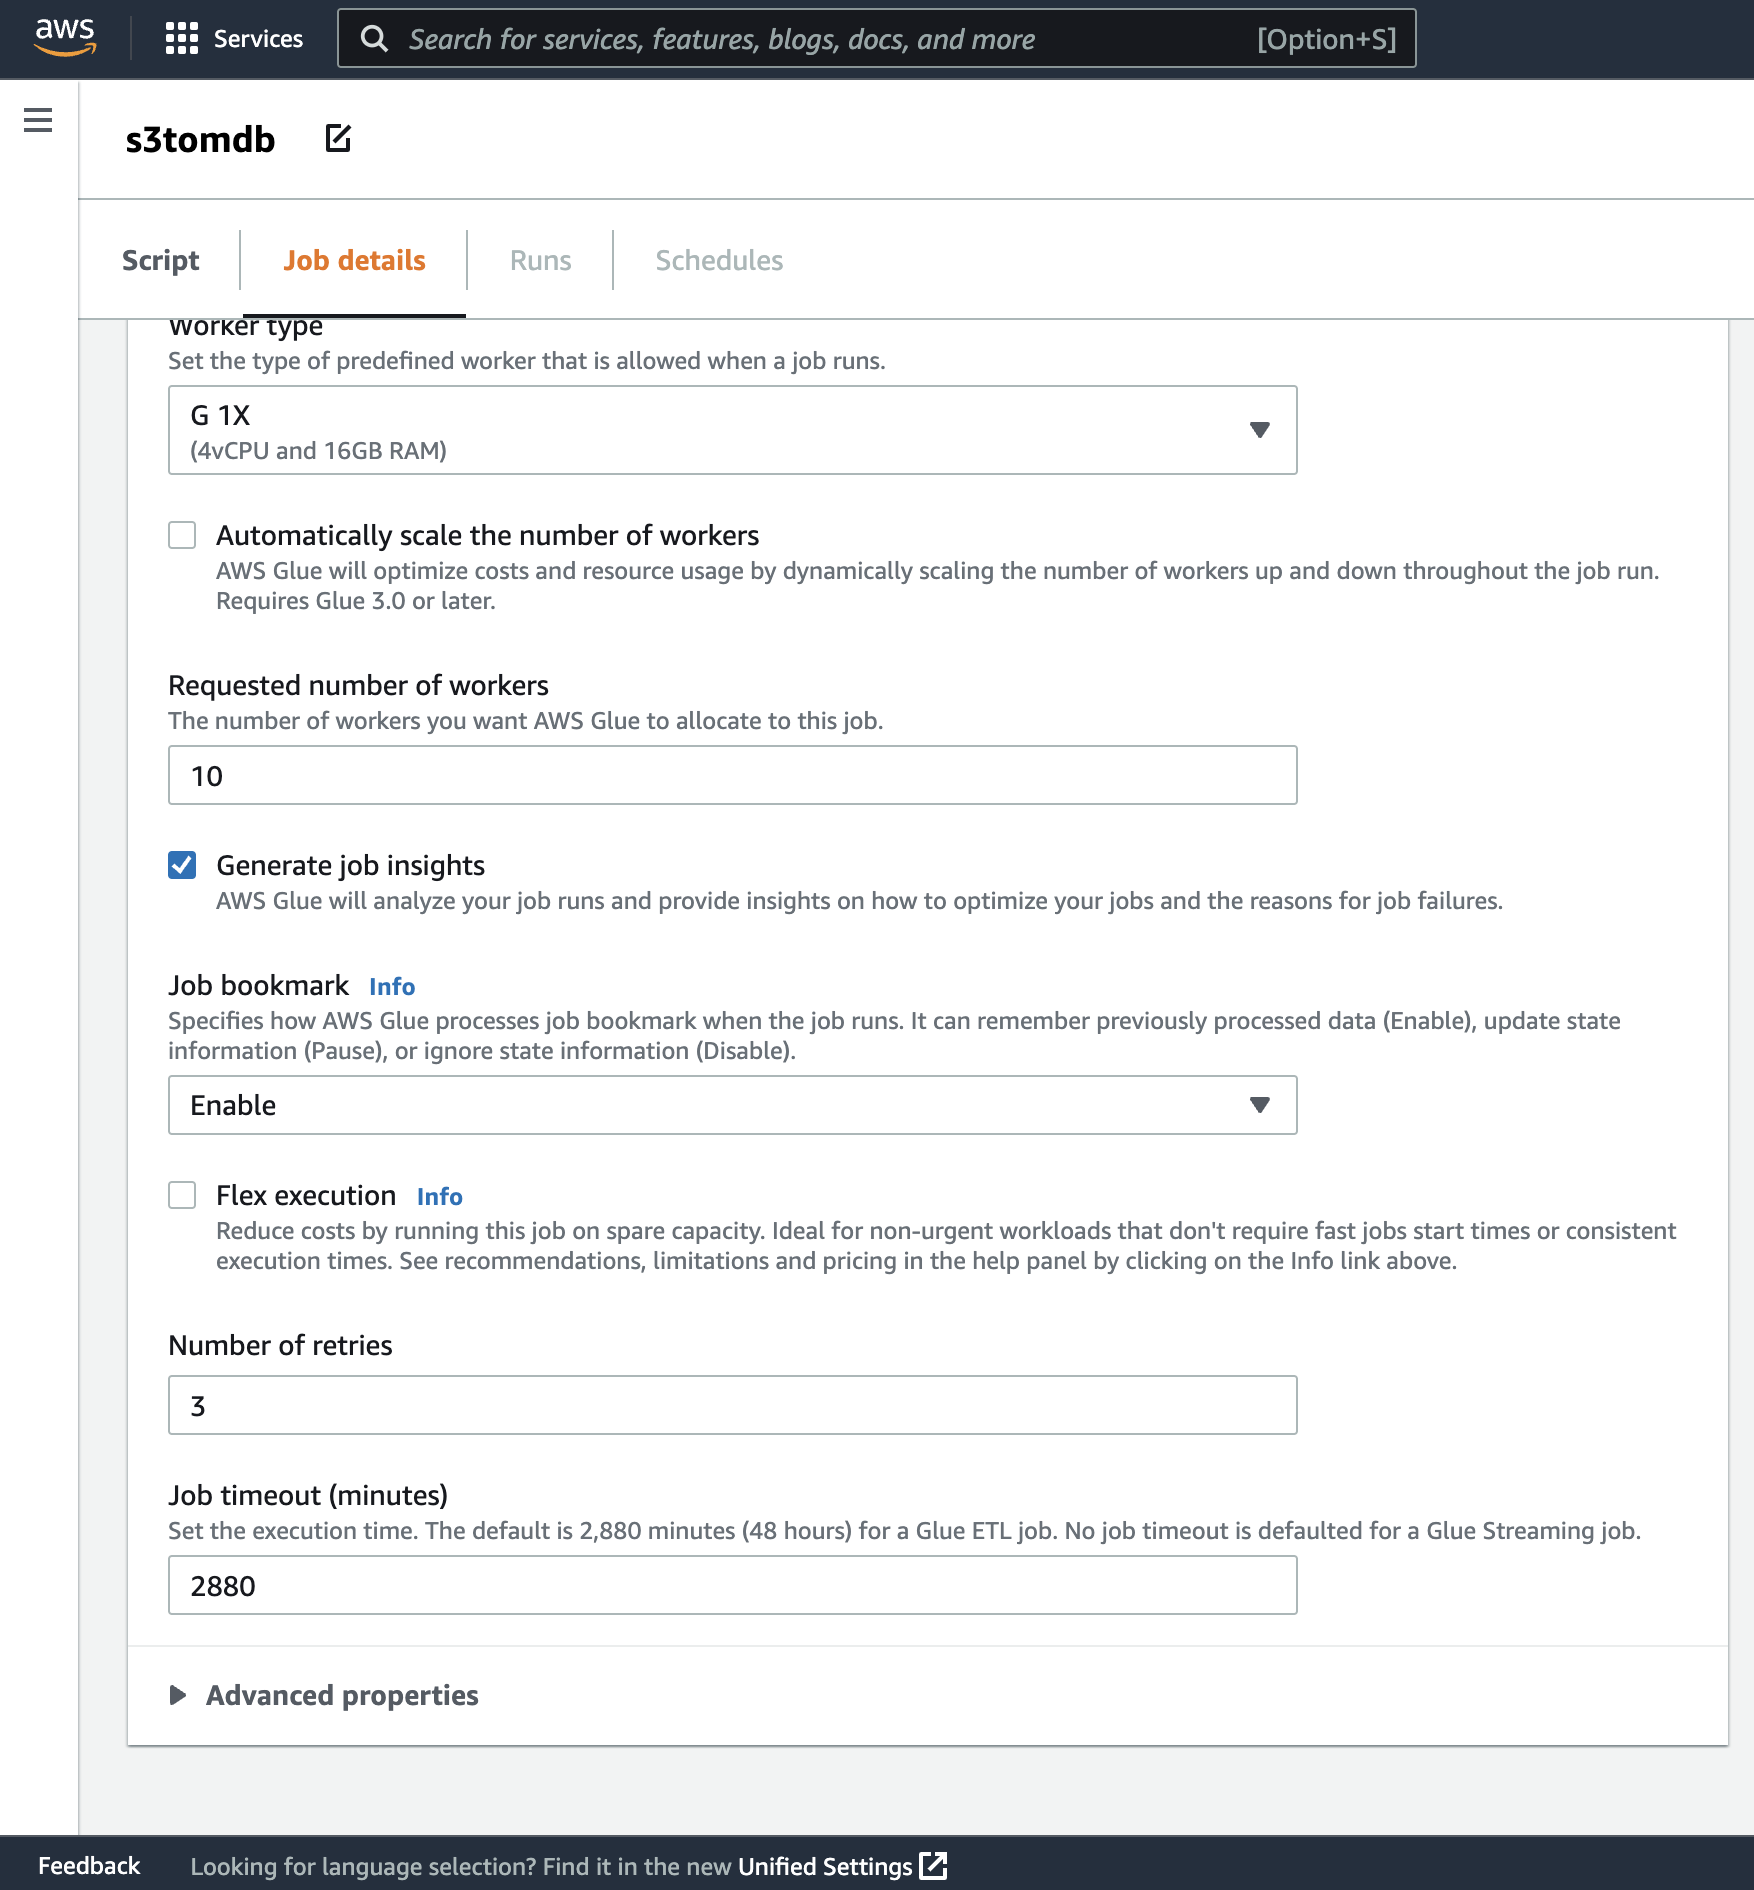 aws
Services
Search for services, features, blogs, docs, and more
[Option+S]
s3tomdb
Script
Job details
Runs
Schedules
Worker type
Set the type of predefined worker that is allowed when a job runs.
G 1X
(4vCPU and 16GB RAM)
Automatically scale the number of workers
AWS Glue will optimize costs and resource usage by dynamically scaling the number of workers up and down throughout the job run.
Requires Glue 3.0 or later.
Requested number of workers
The number of workers you want AWS Glue to allocate to this job.
10
Generate job insights
AWS Glue will analyze your job runs and provide insights on how to optimize your jobs and the reasons for job failures.
Job bookmark Info
Specifies how AWS Glue processes job bookmark when the job runs. It can remember previously processed data (Enable), update state
information (Pause), or ignore state information (Disable).
Enable
Flex execution Info
Reduce costs by running this job on spare capacity. Ideal for non-urgent workloads that don't require fast jobs start times or consistent
execution times. See recommendations, limitations and pricing in the help panel by clicking on the Info link above.
Number of retries
3
Job timeout (minutes)
Set the execution time. The default is 2,880 minutes (48 hours) for a Glue ETL job. No job timeout is defaulted for a Glue Streaming job.
2880
Advanced properties
Feedback
Looking for language selection? Find it in the new Unified Settings